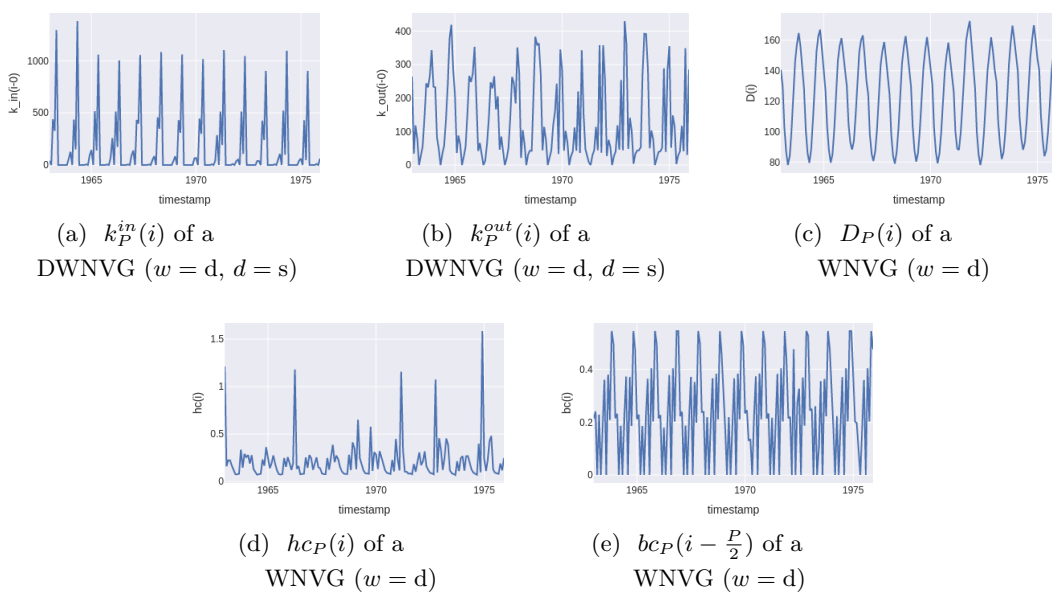 k_in(i-0)
1000
500
0
1965
1970
1975
timestamp
(a) k_P^{in}(i) of a
DWNVG (w = d, d = s)
k_out(i-0)
400
300
200
100
0
1965
1970
1975
timestamp
(b) k_P^{out}(i) of a
DWNVG (w = d, d = s)
D(i)
160
140
120
100
80
1965
1970
1975
timestamp
(c) D_P(i) of a
WNVG (w = d)
hc(i)
1.5
1
0.5
0
1965
1970
1975
timestamp
(d) hc_P(i) of a
WNVG (w = d)
bc(i)
0.4
0.2
0
1965
1970
1975
timestamp
(e) bc_P(i − \frac{P}{2}) of a
WNVG (w = d)